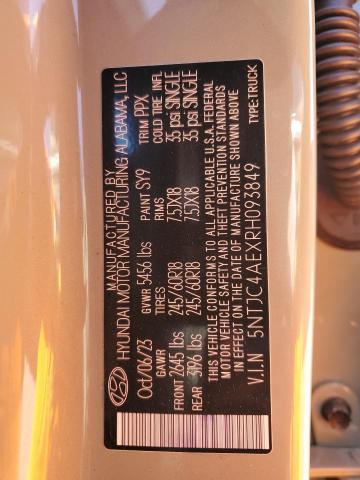 MANUFACTURED BY
HYUNDAI MOTOR MANUFACTURING ALABAMA, LLC
Oct/06/23 GVWR 5456 lbs PAINT SY9 TRIM PPX
GAWR TIRES RIMS COLD TIRE INFL
FRONT 2645 lbs 245/60R18 7.5JX18 35 psi SINGLE
REAR 3196 lbs 245/60R18 7.5JX18 35 psi SINGLE
THIS VEHICLE CONFORMS TO ALL APPLICABLE U.S.A. FEDERAL
MOTOR VEHICLE SAFETY AND THEFT PREVENTION STANDARDS
IN EFFECT ON THE DATE OF MANUFACTURE SHOWN ABOVE
V.I.N 5NTJC4AEXRH093849 TYPE:TRUCK